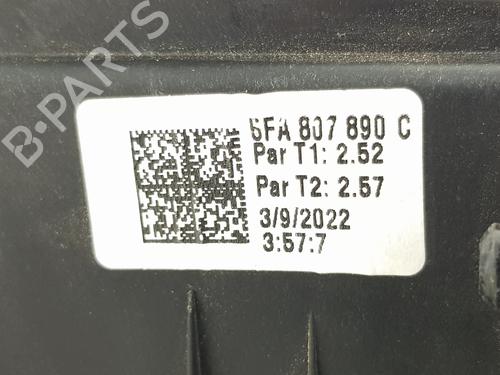 B-PARTS
6FA 807 890 C
Par T1: 2.52
Par T2: 2.57
3/9/2022
3:57:7